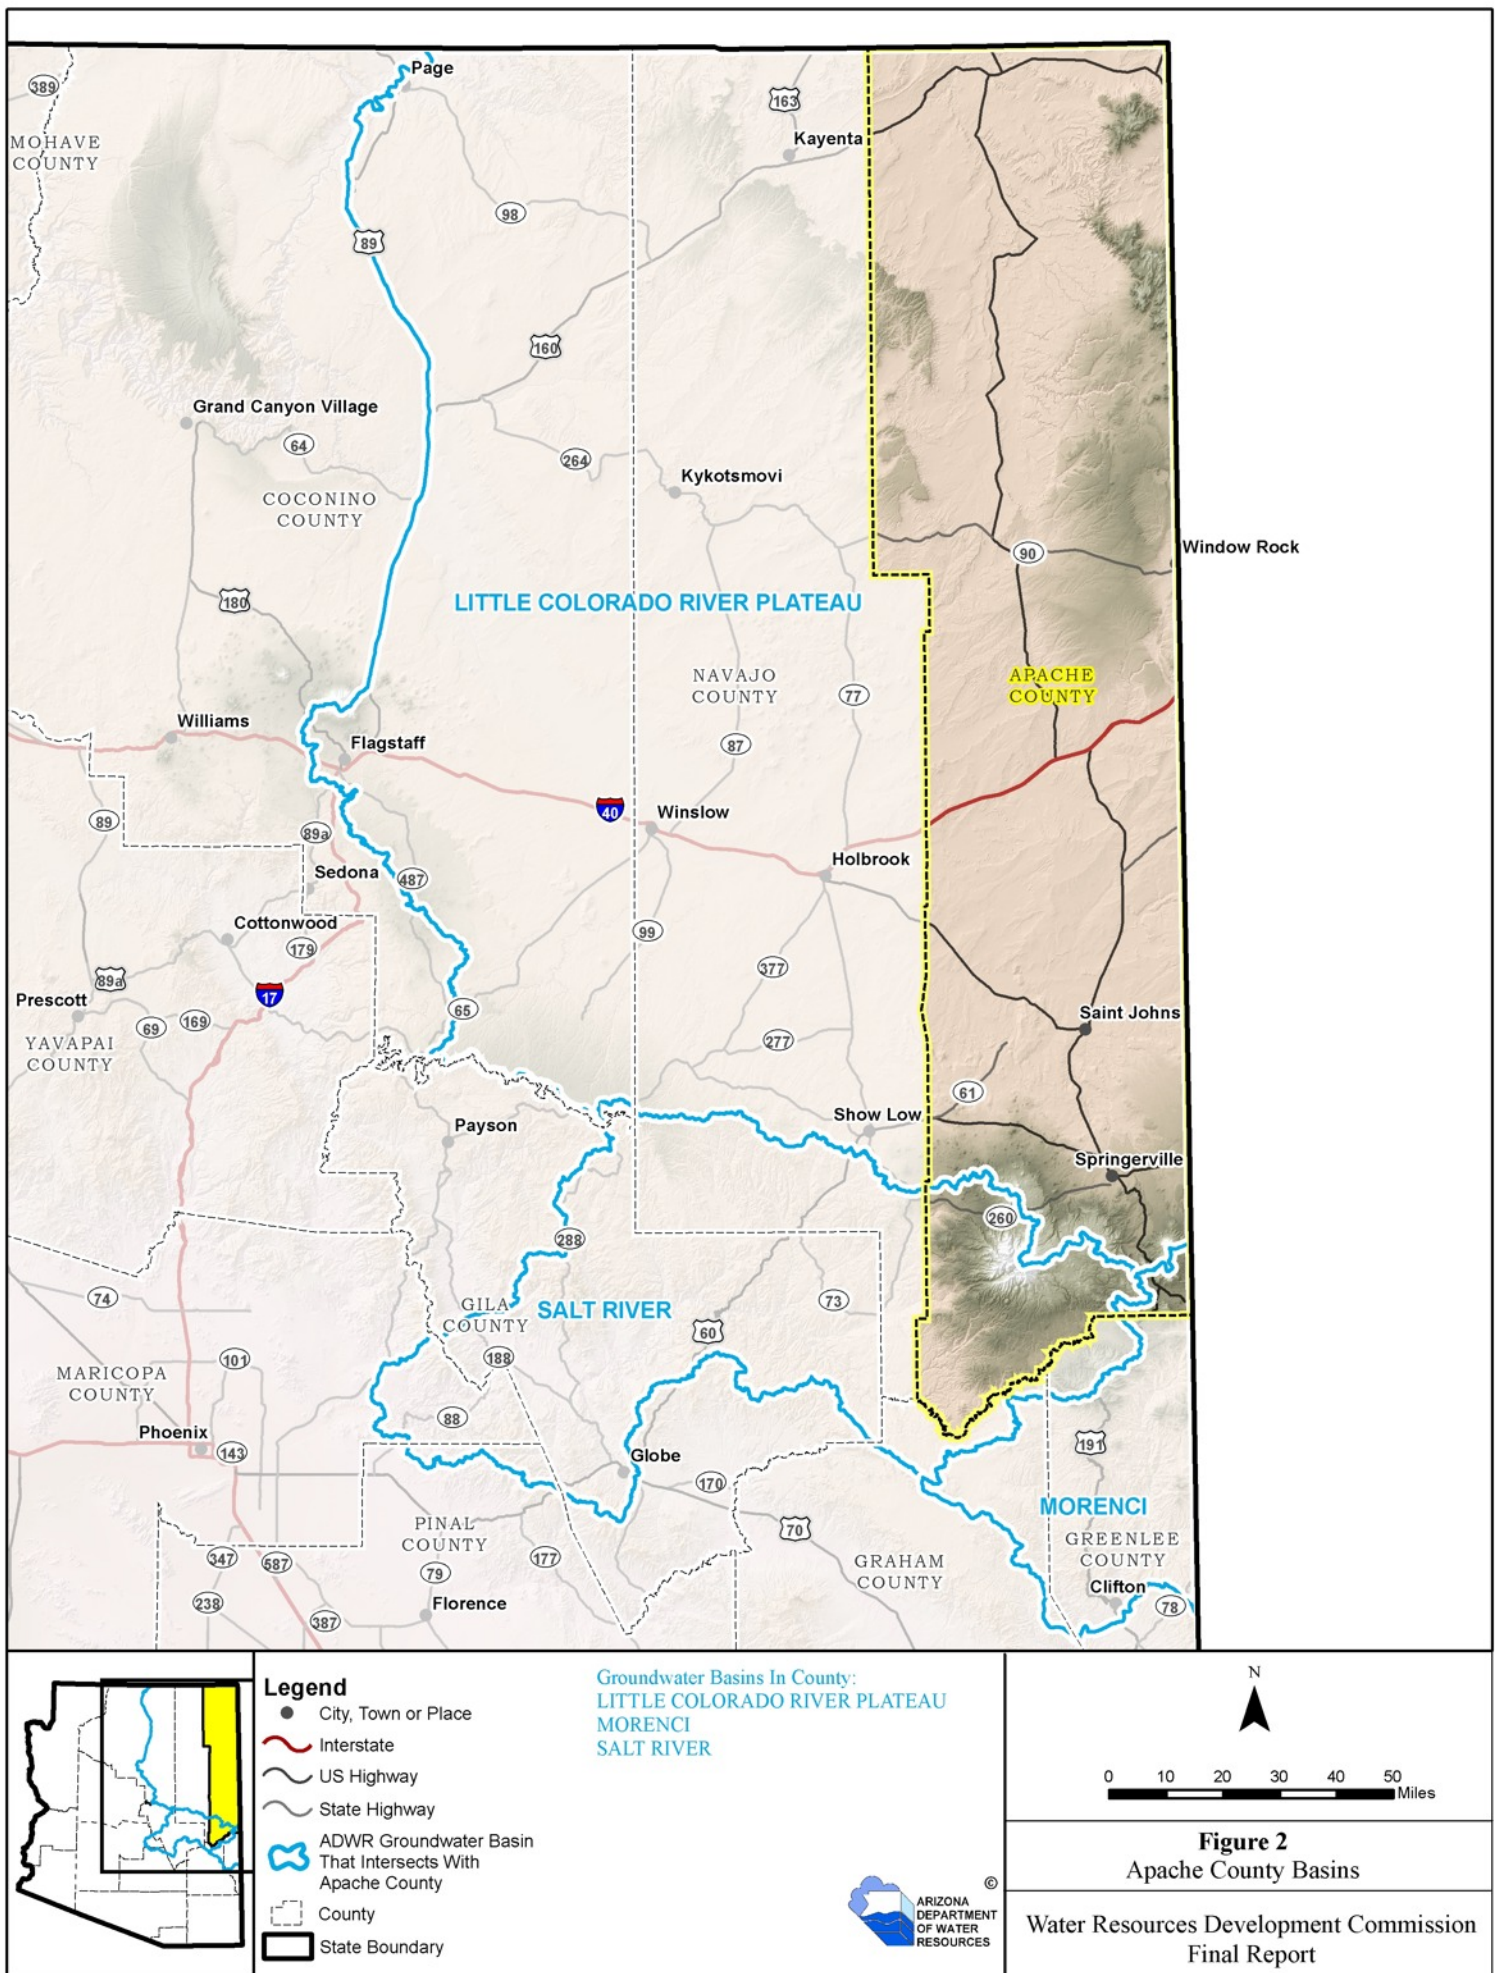 Page
389
163
MOHAVE
COUNTY
Kayenta
98
89
160
Grand Canyon Village
64
264
Kykotsmovi
COCONINO
COUNTY
90
Window Rock
180
LITTLE COLORADO RIVER PLATEAU
NAVAJO
COUNTY
77
APACHE
COUNTY
Williams
Flagstaff
87
89
89a
40
Winslow
Holbrook
Sedona
487
Cottonwood
179
99
377
89a
17
Prescott
69
169
65
Saint Johns
YAVAPAI
COUNTY
277
61
Payson
Show Low
Springerville
260
288
74
GILA
COUNTY
SALT RIVER
73
60
101
188
MARICOPA
COUNTY
88
Phoenix
143
191
Globe
170
MORENCI
PINAL
COUNTY
70
GREENLEE
COUNTY
347
587
177
GRAHAM
COUNTY
79
Clifton
238
Florence
78
387
Legend
City, Town or Place
Interstate
US Highway
State Highway
ADWR Groundwater Basin
That Intersects With
Apache County
County
State Boundary
Groundwater Basins In County:
LITTLE COLORADO RIVER PLATEAU
MORENCI
SALT RIVER
©
ARIZONA
DEPARTMENT
OF WATER
RESOURCES
N
0 10 20 30 40 50
Miles
Figure 2
Apache County Basins
Water Resources Development Commission
Final Report